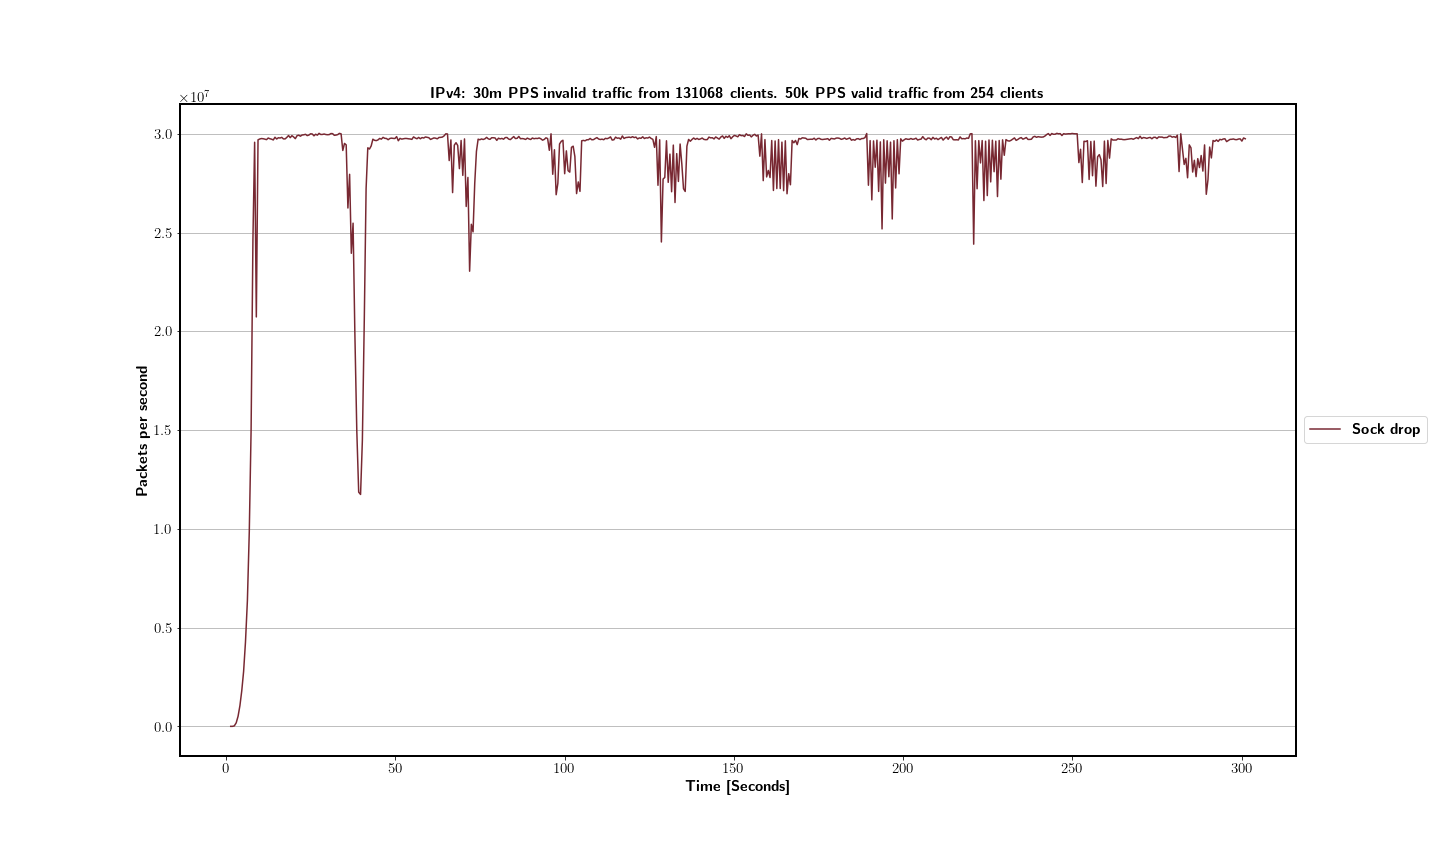 IPv4: 30m PPS invalid traffic from 131068 clients. 50k PPS valid traffic from 254 clients
×10⁷
3.0
2.5
2.0
1.5
1.0
0.5
0.0
Packets per second
0 50 100 150 200 250 300
Time [Seconds]
Sock drop